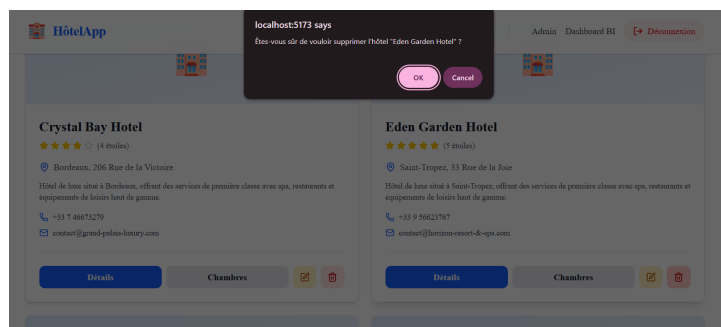 localhost:5173 says
Êtes-vous sûr de vouloir supprimer l'hôtel "Eden Garden Hotel" ?
OK
Cancel
HôtelApp
Admin
Dashboard BI
Déconnexion
Crystal Bay Hotel
(4 étoiles)
Bordeaux, 206 Rue de la Victoire
Hôtel de luxe situé à Bordeaux, offrant des services de première classe avec spa, restaurants et
équipements de loisirs haut de gamme.
+33 7 46673279
contact@grand-palais-luxury.com
Détails
Chambres
Eden Garden Hotel
(5 étoiles)
Saint-Tropez, 33 Rue de la Joie
Hôtel de luxe situé à Saint-Tropez, offrant des services de première classe avec spa, restaurants et
équipements de loisirs haut de gamme.
+33 9 56623767
contact@horizon-resort-&-spa.com
Détails
Chambres